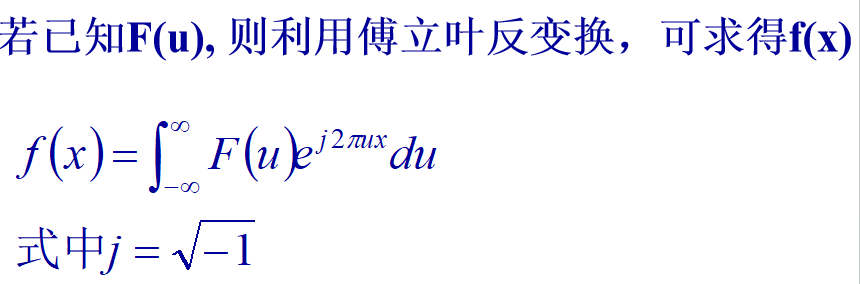 若已知F(u), 则利用傅立叶反变换，可求得f(x)
f(x)=∫_{-∞}^{∞} F(u)e^{j2πux}du
式中j=√-1